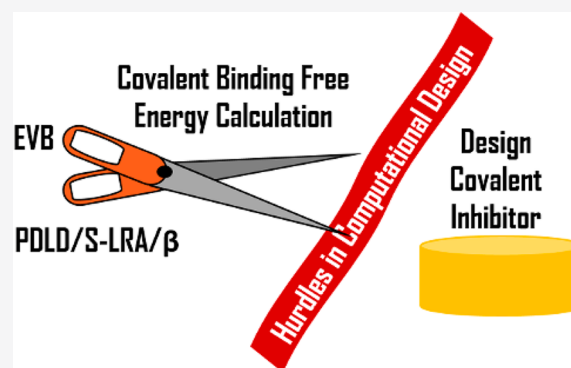 Covalent Binding Free
Energy Calculation
EVB
PDLD/S-LRA/β
Hurdles in Computational Design
Design
Covalent
Inhibitor